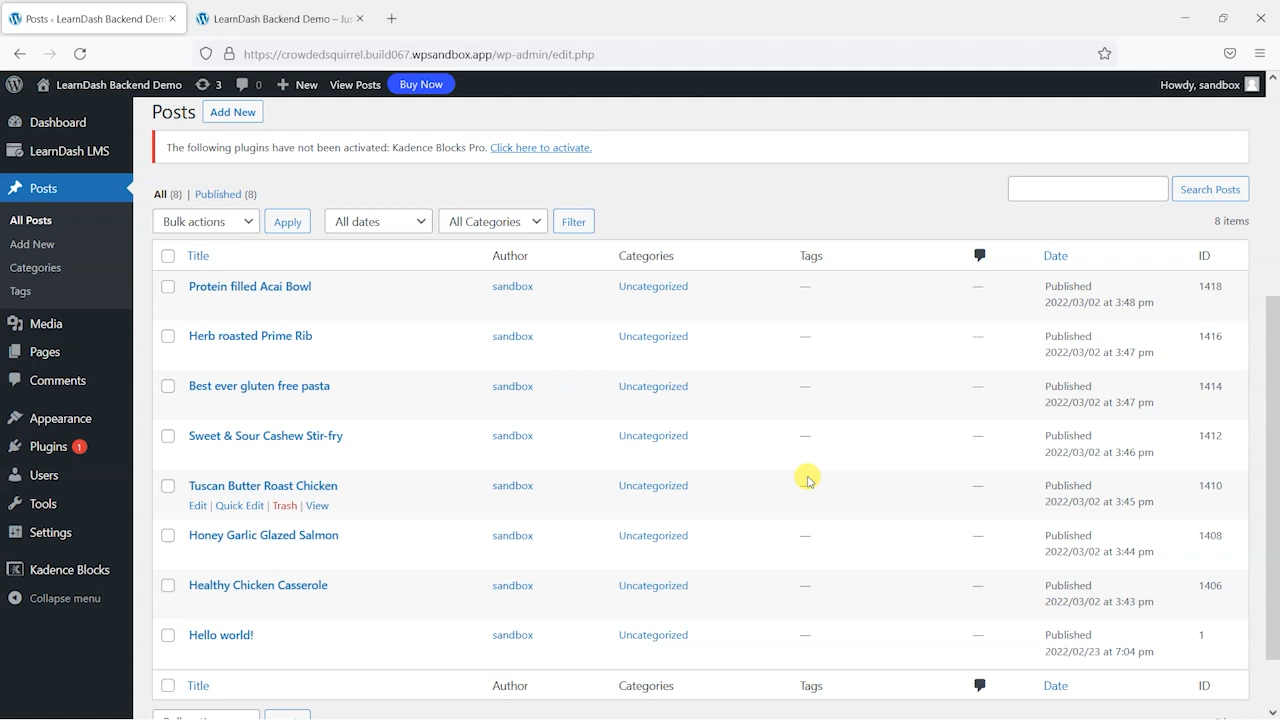 Posts ‹ LearnDash Backend Dem
LearnDash Backend Demo – Jus
https://crowdedsquirrel.build067.wpsandbox.app/wp-admin/edit.php
LearnDash Backend Demo
3
0
New
View Posts
Buy Now
Howdy, sandbox
Dashboard
LearnDash LMS
Posts
All Posts
Add New
Categories
Tags
Media
Pages
Comments
Appearance
Plugins 1
Users
Tools
Settings
Kadence Blocks
Collapse menu
Posts Add New
The following plugins have not been activated: Kadence Blocks Pro. Click here to activate.
All (8) | Published (8)
Search Posts
Bulk actions Apply All dates All Categories Filter 8 items
Title Author Categories Tags Date ID
Protein filled Acai Bowl sandbox Uncategorized — — Published 1418
2022/03/02 at 3:48 pm
Herb roasted Prime Rib sandbox Uncategorized — — Published 1416
2022/03/02 at 3:47 pm
Best ever gluten free pasta sandbox Uncategorized — — Published 1414
2022/03/02 at 3:47 pm
Sweet & Sour Cashew Stir-fry sandbox Uncategorized — — Published 1412
2022/03/02 at 3:46 pm
Tuscan Butter Roast Chicken sandbox Uncategorized — — Published 1410
Edit | Quick Edit | Trash | View 2022/03/02 at 3:45 pm
Honey Garlic Glazed Salmon sandbox Uncategorized — — Published 1408
2022/03/02 at 3:44 pm
Healthy Chicken Casserole sandbox Uncategorized — — Published 1406
2022/03/02 at 3:43 pm
Hello world! sandbox Uncategorized — — Published 1
2022/02/23 at 7:04 pm
Title Author Categories Tags Date ID